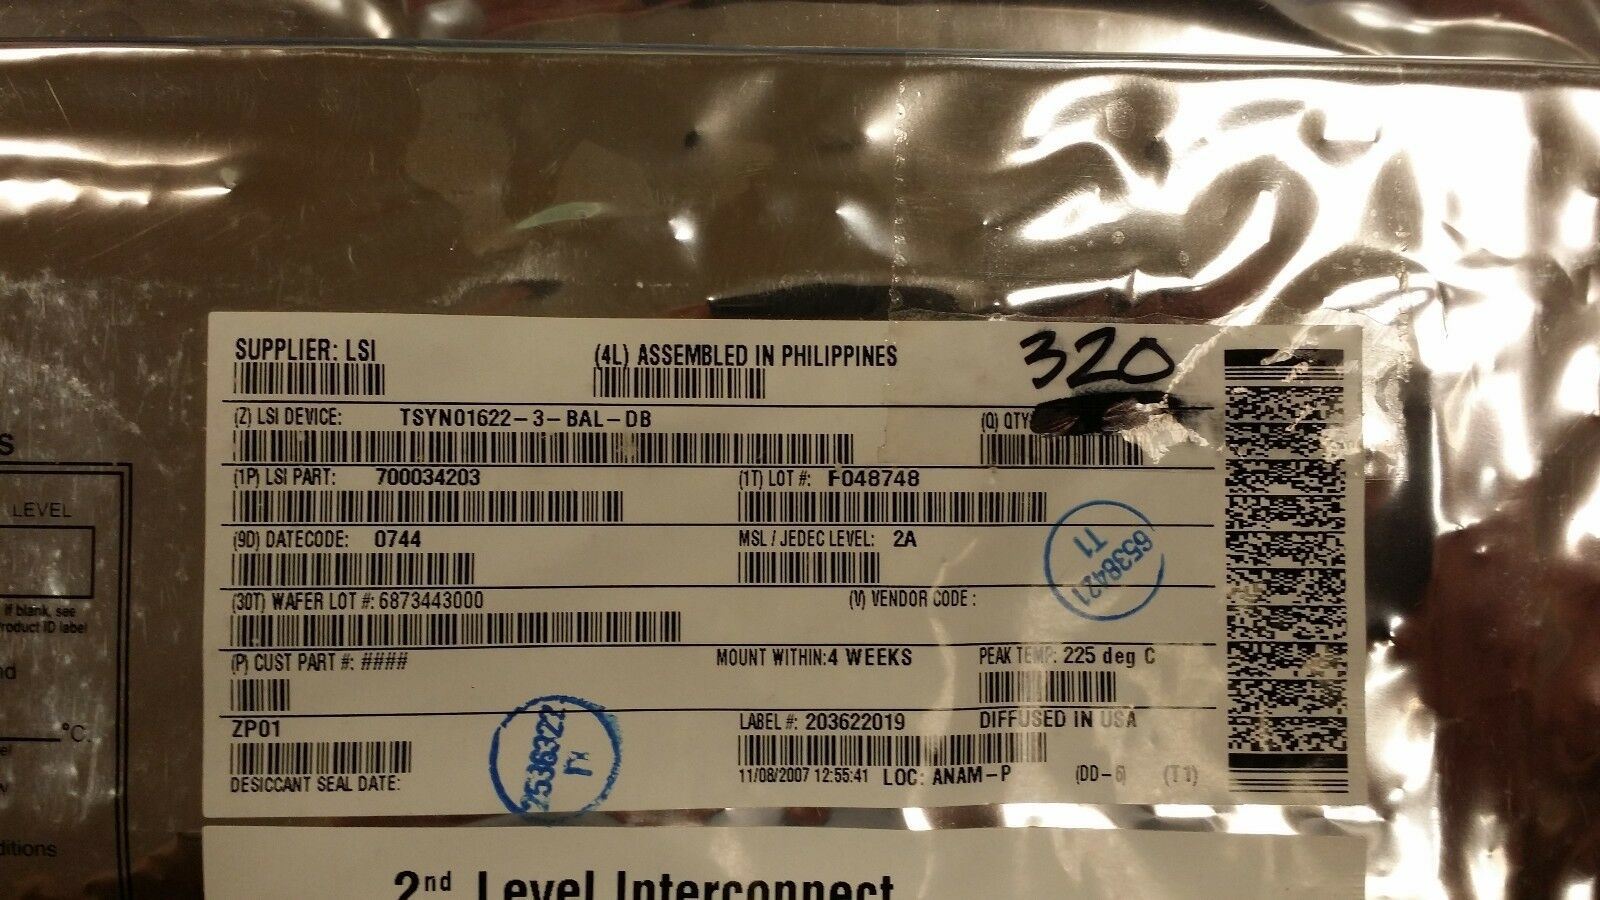 SUPPLIER: LSI
(4L) ASSEMBLED IN PHILIPPINES
320
(Z) LSI DEVICE: TSYN01622-3-BAL-DB
(Q) QTY:
(1P) LSI PART: 700034203
(1T) LOT #: F048748
(9D) DATECODE: 0744
MSL / JEDEC LEVEL: 2A
65384421
T1
(30T) WAFER LOT #: 6873443000
(V) VENDOR CODE :
(P) CUST PART #: ####
MOUNT WITHIN: 4 WEEKS
PEAK TEMP: 225 deg C
ZP01
LABEL #: 203622019
DIFFUSED IN USA
DESICCANT SEAL DATE:
11/08/2007 12:55:41 LOC: ANAM-P (DD-6) (T1)
2nd Level Interconnect
S
LEVEL
If blank, see
roduct ID label
nd
°C.
el
w
ditions